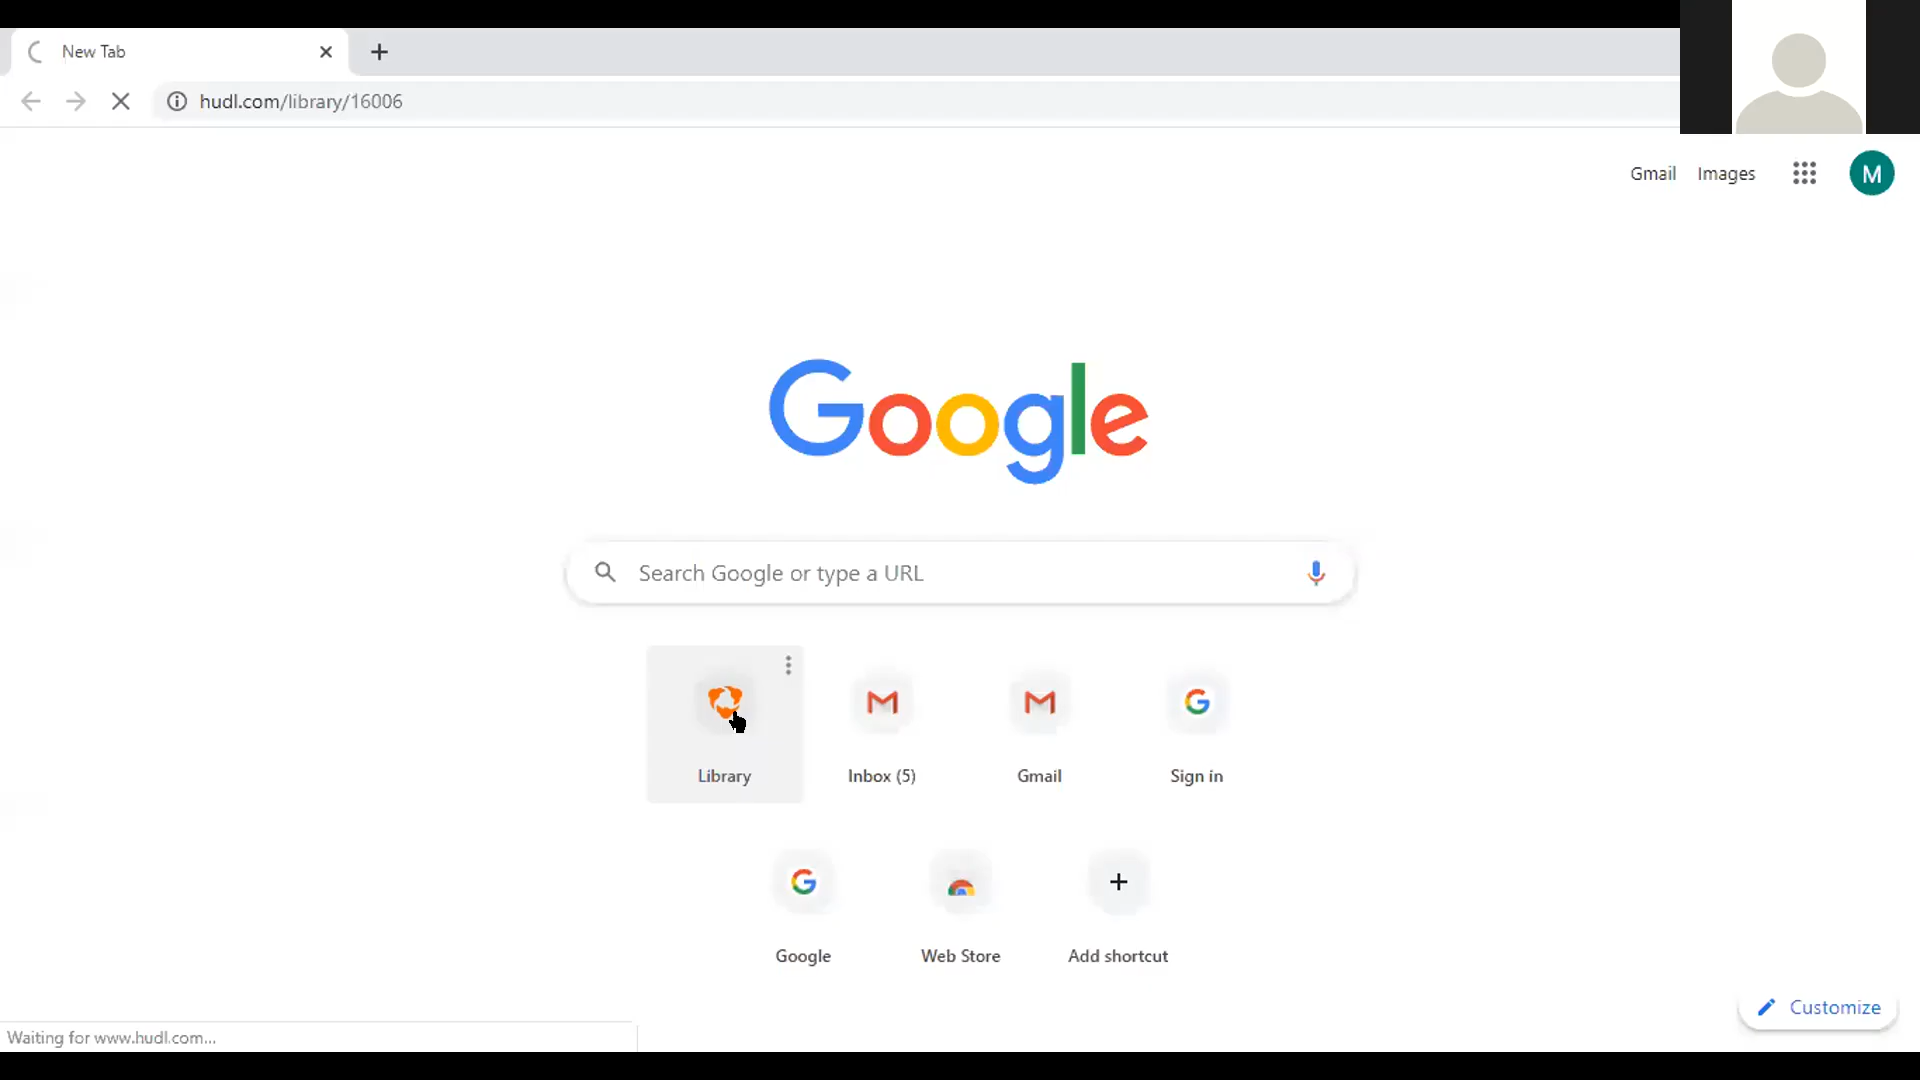 New Tab
hudl.com/library/16006
Gmail Images
M
Google
Search Google or type a URL
Library
Inbox (5)
Gmail
Sign in
Google
Web Store
Add shortcut
Customize
Waiting for www.hudl.com...